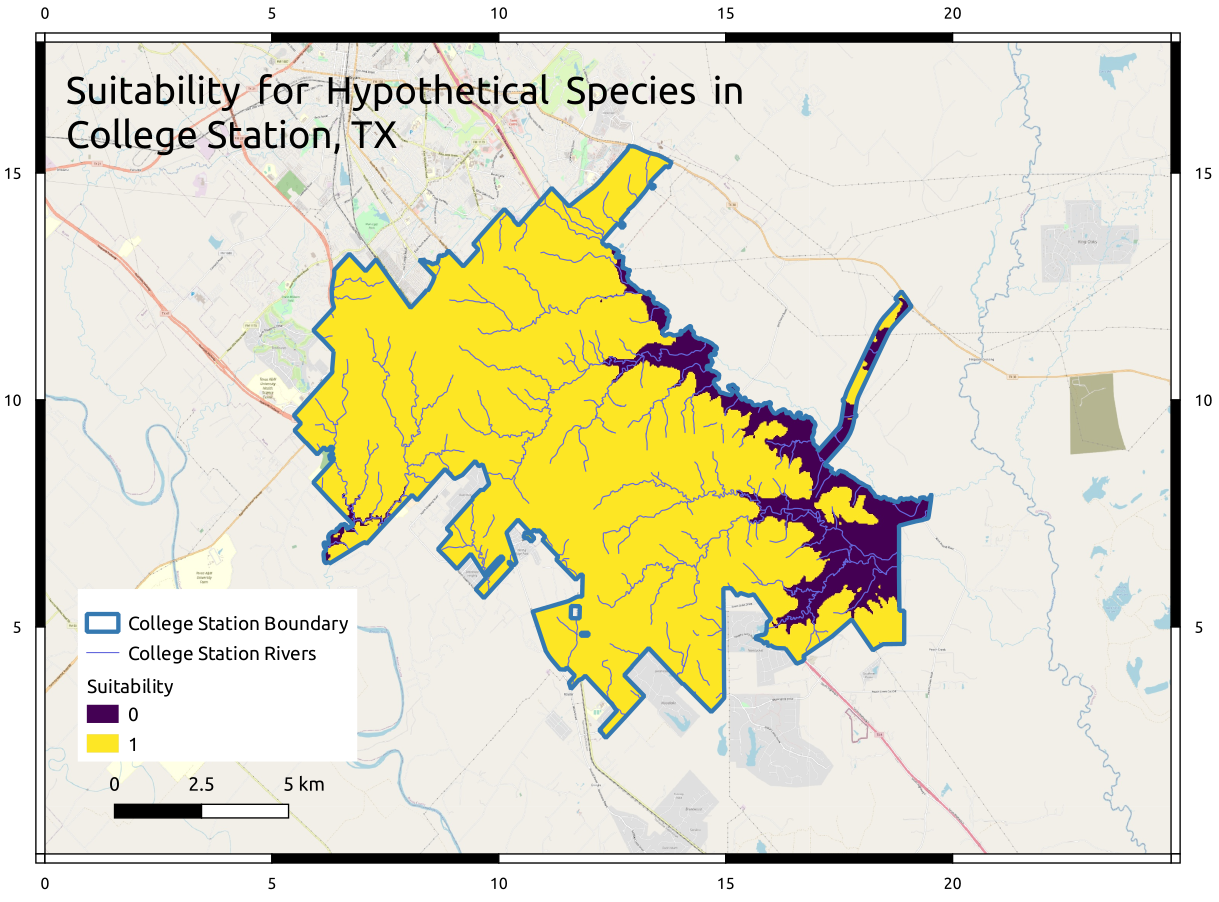 0 5 10 15 20
Suitability for Hypothetical Species in
College Station, TX
15 15
10 10
5 5
College Station Boundary
College Station Rivers
Suitability
0
1
0 2.5 5 km
0 5 10 15 20